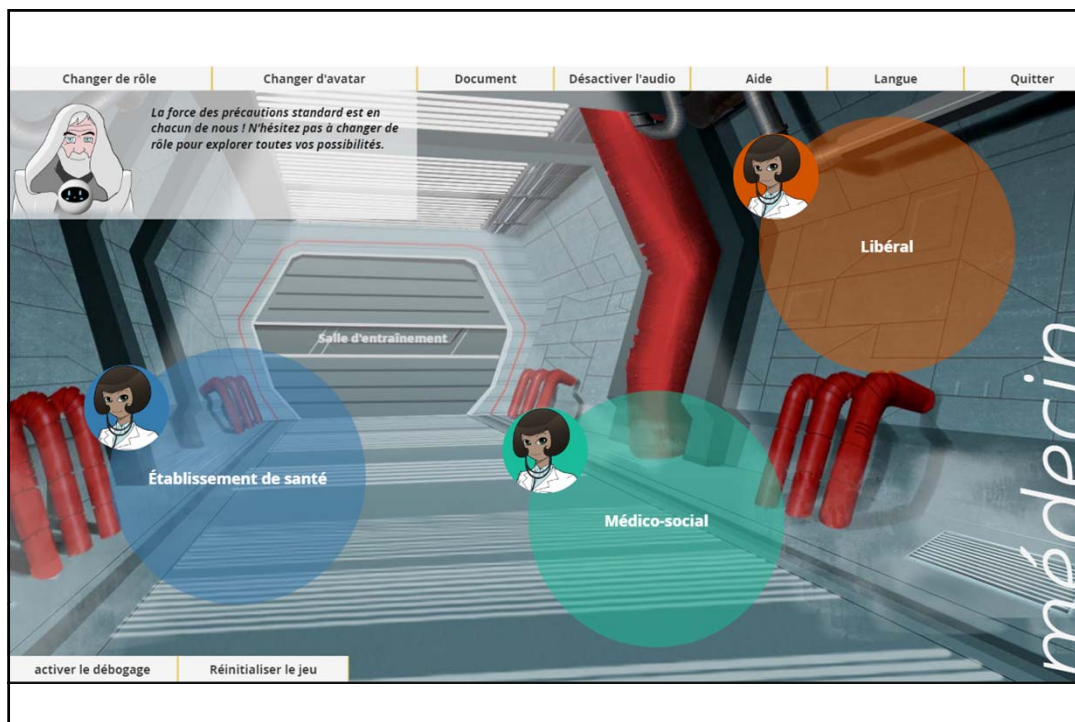 Changer de rôle
Changer d'avatar
Document
Désactiver l'audio
Aide
Langue
Quitter
La force des précautions standard est en
chacun de nous ! N'hésitez pas à changer de
rôle pour explorer toutes vos possibilités.
Libéral
Salle d'entraînement
Établissement de santé
Médico-social
médecin
activer le débogage
Réinitialiser le jeu